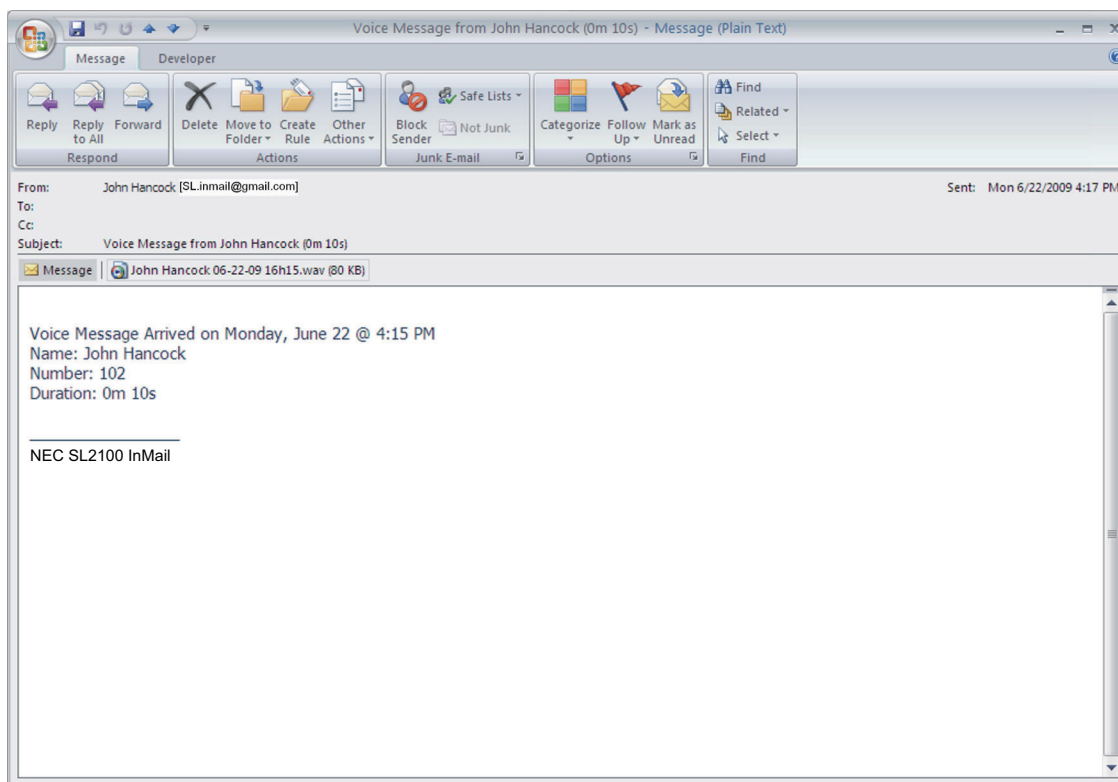 Voice Message from John Hancock (0m 10s) - Message (Plain Text)
Message Developer
Reply
Reply to All
Forward
Respond
Delete
Move to Folder
Create Rule
Other Actions
Actions
Block Sender
Safe Lists
Not Junk
Junk E-mail
Categorize
Follow Up
Mark as Unread
Options
Find
Related
Select
Find
From: John Hancock [SL.inmail@gmail.com] Sent: Mon 6/22/2009 4:17 PM
To:
Cc:
Subject: Voice Message from John Hancock (0m 10s)
Message John Hancock 06-22-09 16h15.wav (80 KB)
Voice Message Arrived on Monday, June 22 @ 4:15 PM
Name: John Hancock
Number: 102
Duration: 0m 10s
NEC SL2100 InMail